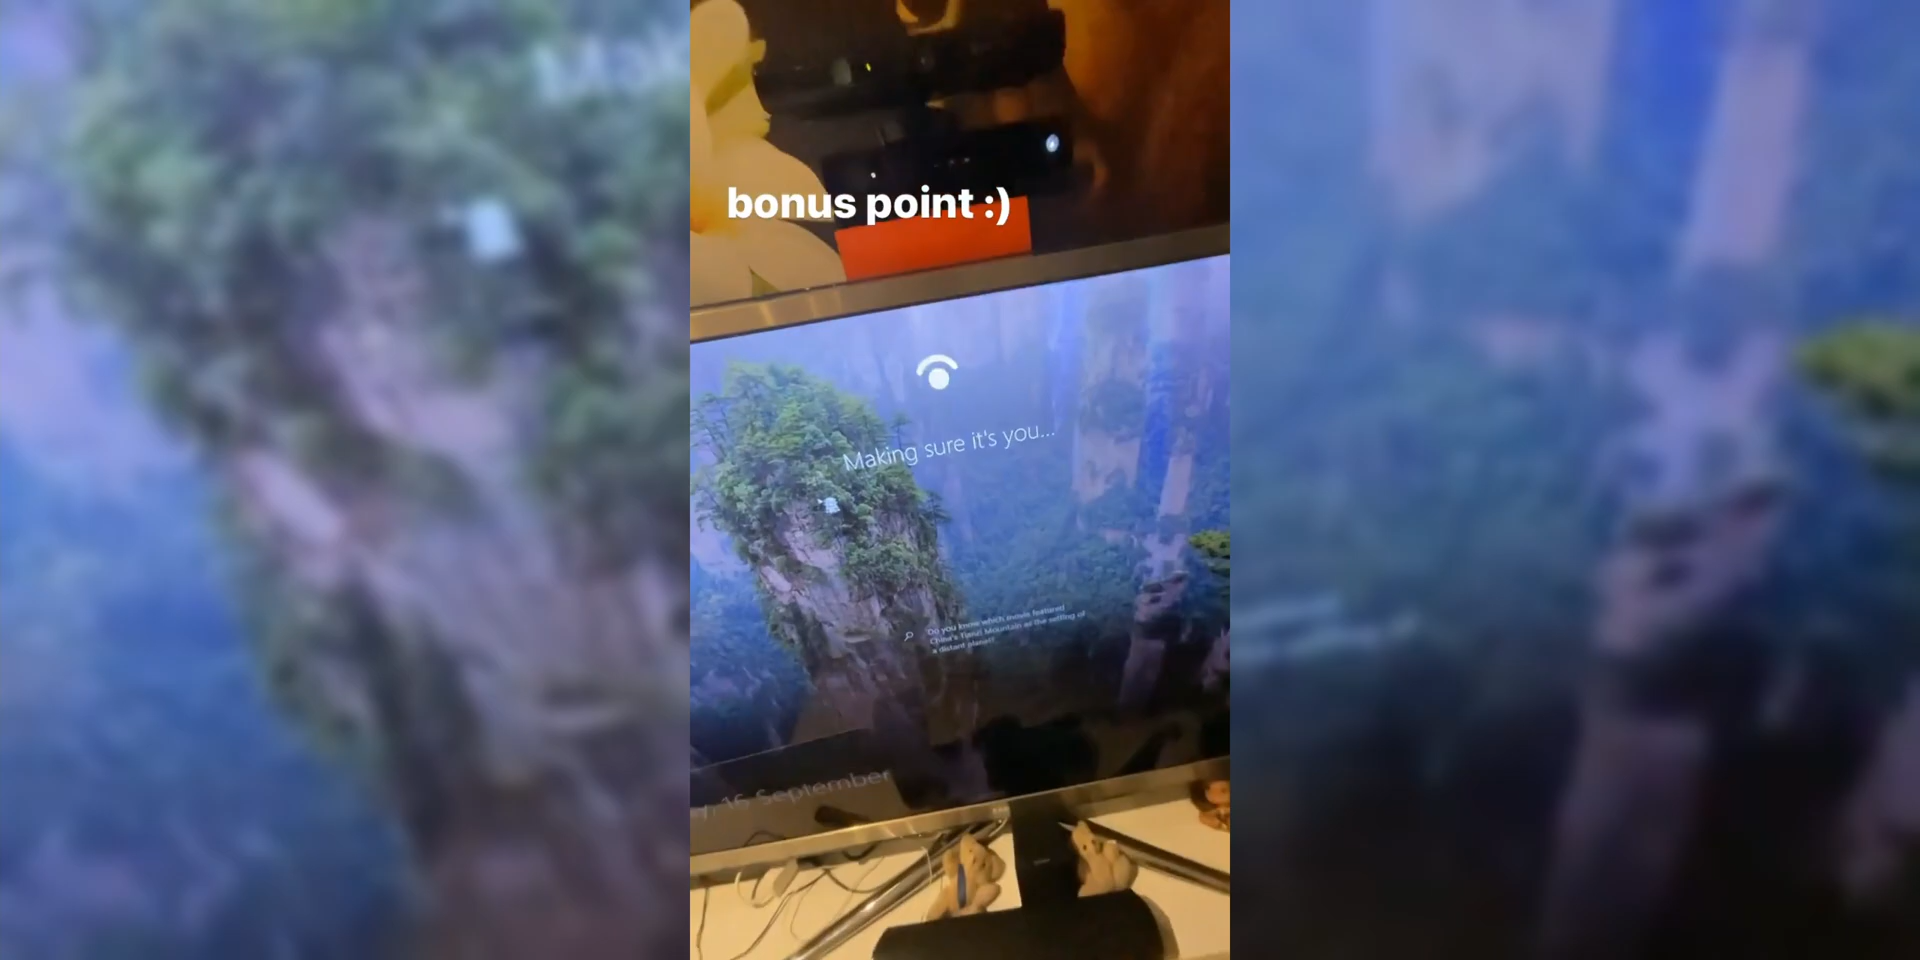 bonus point :)
Making sure it's you...
Do you know which movie featured
China's Tianzi Mountain as the setting of
a distant planet?
16 September